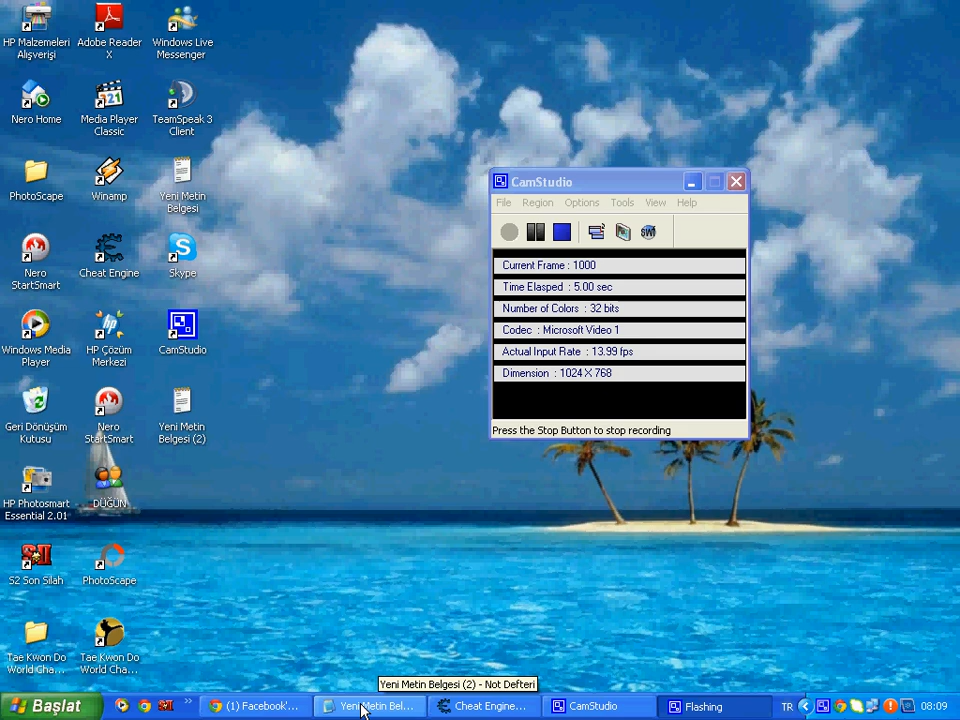 HP Malzemeleri
Alışverişi
Adobe Reader
X
Windows Live
Messenger
Nero Home
Media Player
Classic
TeamSpeak 3
Client
PhotoScape
Winamp
Yeni Metin
Belgesi
Nero
StartSmart
Cheat Engine
Skype
Windows Media
Player
HP Çözüm
Merkezi
CamStudio
Geri Dönüşüm
Kutusu
Nero
StartSmart
Yeni Metin
Belgesi (2)
HP Photosmart
Essential 2.01
DÜĞÜN
S2 Son Silah
PhotoScape
Tae Kwon Do
World Cha...
Tae Kwon Do
World Cha...
CamStudio
File Region Options Tools View Help
Current Frame : 1000
Time Elasped : 5.00 sec
Number of Colors : 32 bits
Codec : Microsoft Video 1
Actual Input Rate : 13.99 fps
Dimension : 1024 X 768
Press the Stop Button to stop recording
Yeni Metin Belgesi (2) - Not Defteri
Başlat
(1) Facebook'...
Yeni Metin Bel...
Cheat Engine...
CamStudio
Flashing
TR
08:09